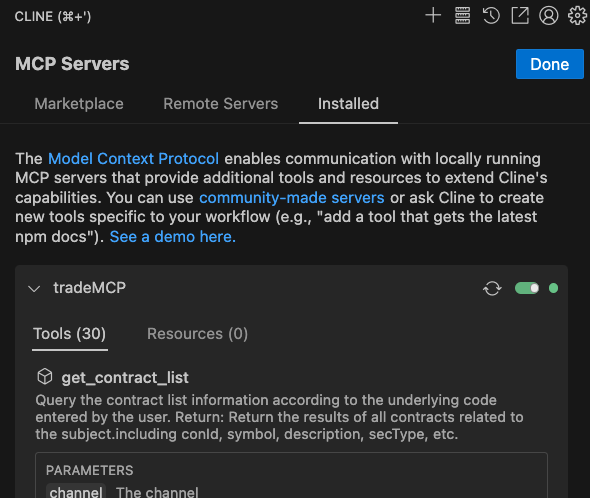 CLINE (⌘+')
MCP Servers
Done
Marketplace
Remote Servers
Installed
The Model Context Protocol enables communication with locally running
MCP servers that provide additional tools and resources to extend Cline's
capabilities. You can use community-made servers or ask Cline to create
new tools specific to your workflow (e.g., "add a tool that gets the latest
npm docs"). See a demo here.
tradeMCP
Tools (30)
Resources (0)
get_contract_list
Query the contract list information according to the underlying code
entered by the user. Return: Return the results of all contracts related to
the subject.including conId, symbol, description, secType, etc.
PARAMETERS
channel The channel